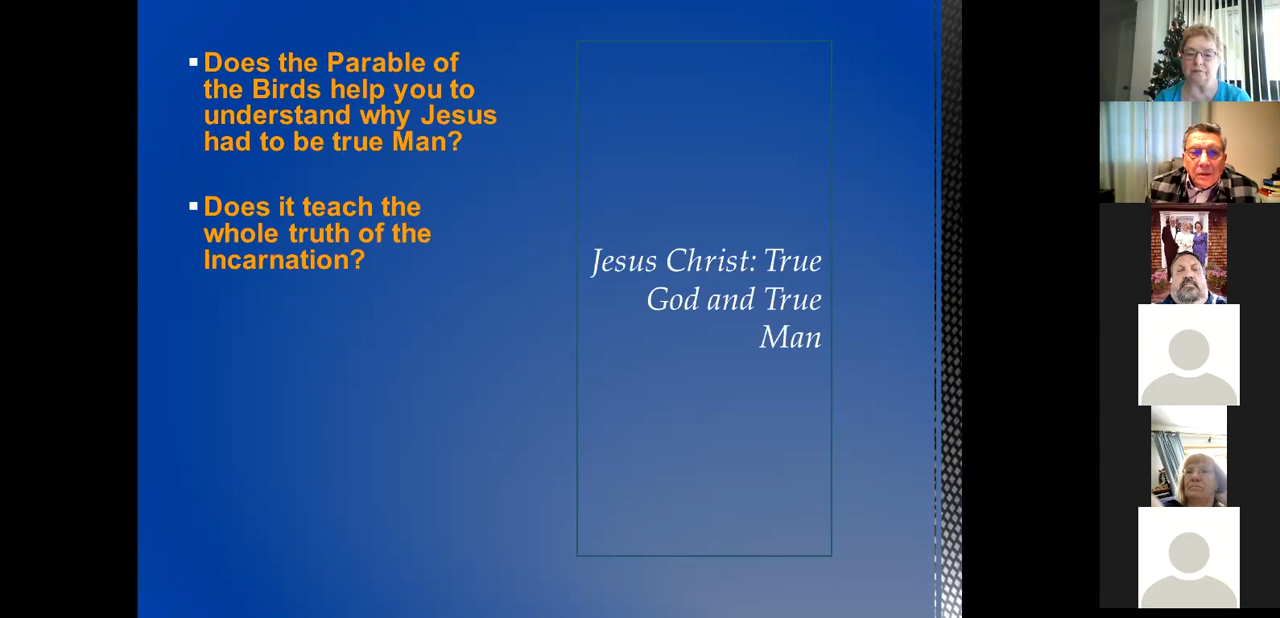 Does the Parable of
the Birds help you to
understand why Jesus
had to be true Man?
Does it teach the
whole truth of the
Incarnation?
Jesus Christ: True
God and True
Man